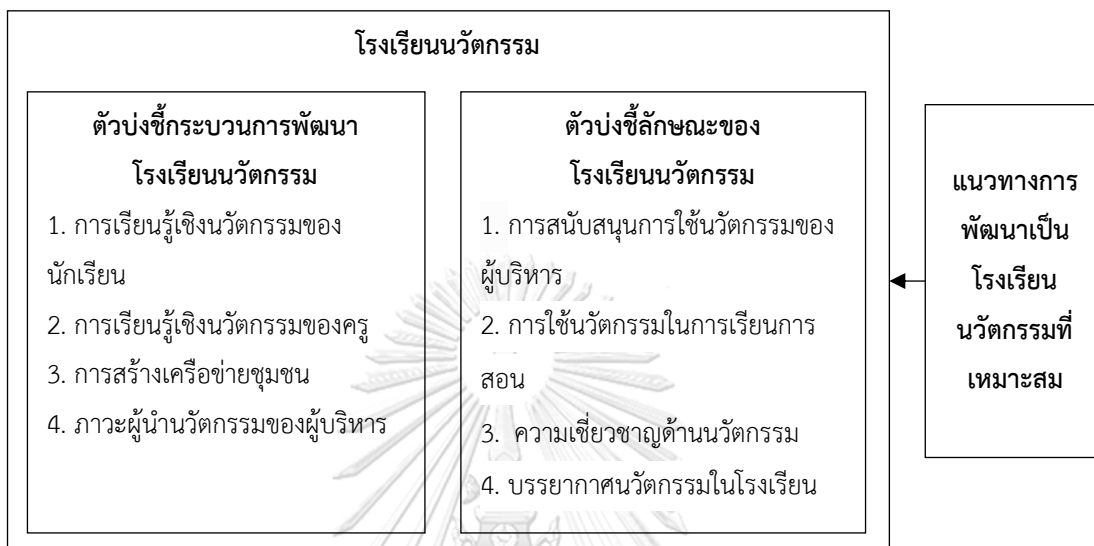 โรงเรียนนวัตกรรม
ตัวบ่งชี้กระบวนการพัฒนา
โรงเรียนนวัตกรรม
1. การเรียนรู้เชิงนวัตกรรมของ
นักเรียน
2. การเรียนรู้เชิงนวัตกรรมของครู
3. การสร้างเครือข่ายชุมชน
4. ภาวะผู้นำนวัตกรรมของผู้บริหาร
ตัวบ่งชี้ลักษณะของ
โรงเรียนนวัตกรรม
1. การสนับสนุนการใช้นวัตกรรมของ
ผู้บริหาร
2. การใช้นวัตกรรมในการเรียนการ
สอน
3. ความเชี่ยวชาญด้านนวัตกรรม
4. บรรยากาศนวัตกรรมในโรงเรียน
แนวทางการ
พัฒนาเป็น
โรงเรียน
นวัตกรรมที่
เหมาะสม